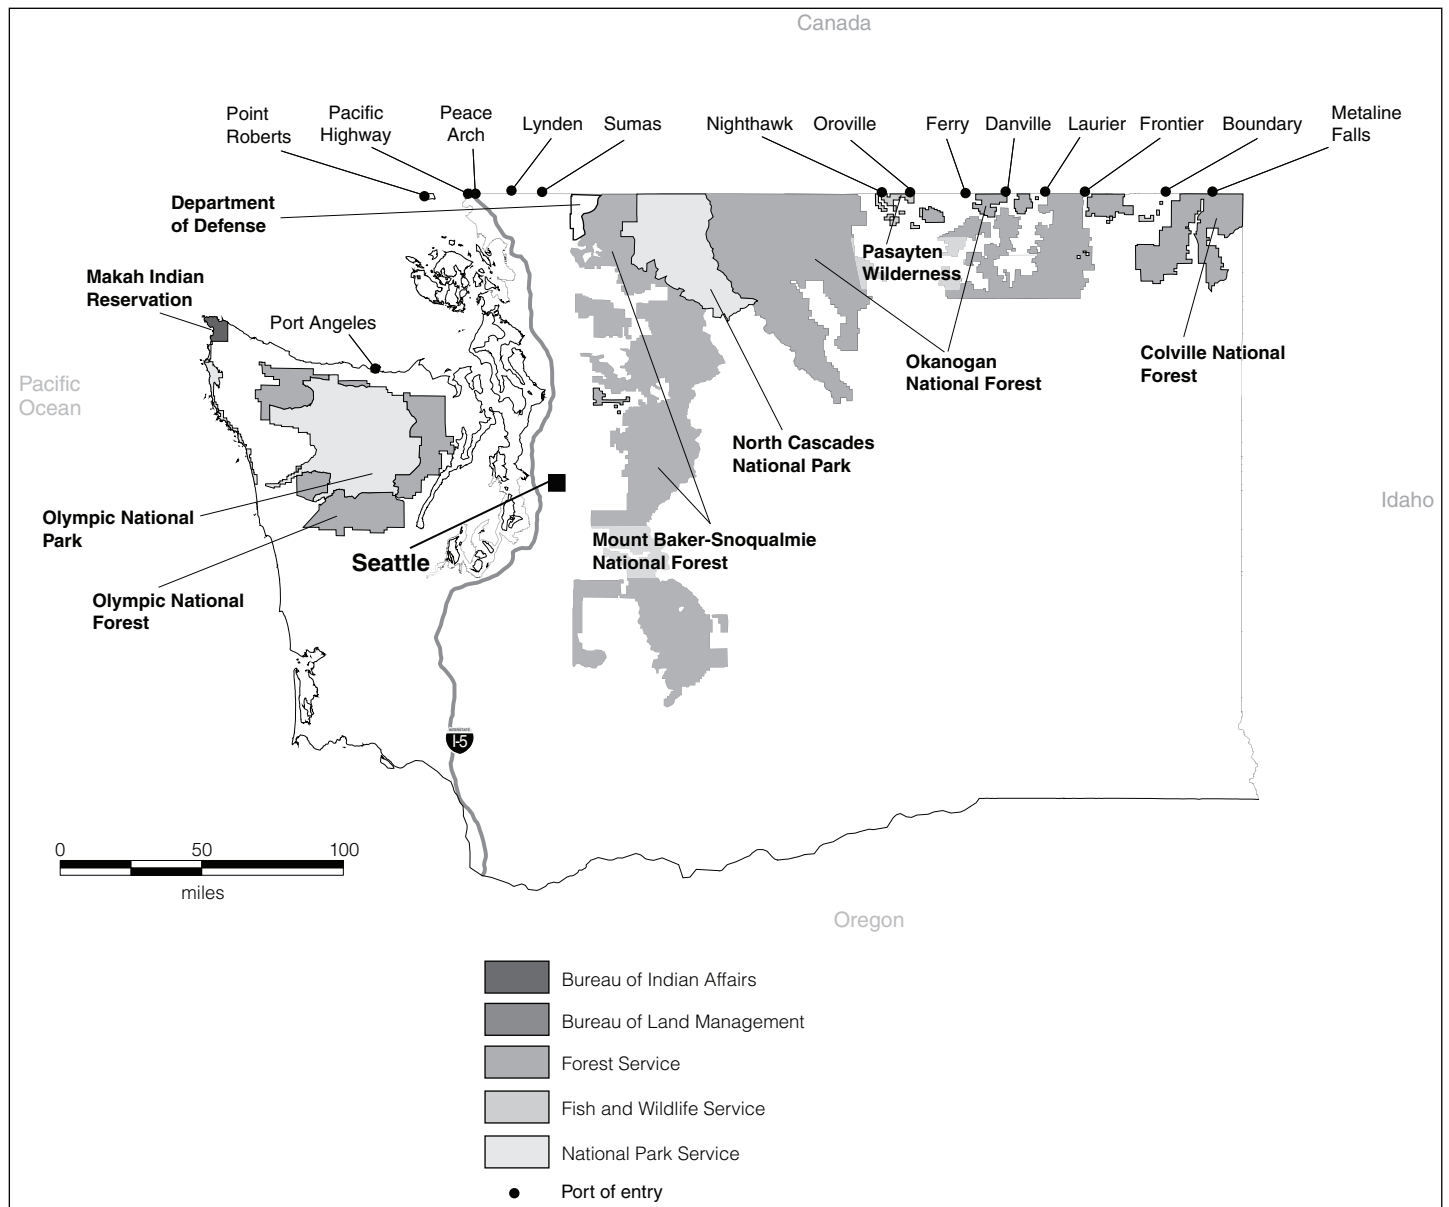 Canada
Point
Roberts
Pacific
Highway
Peace
Arch
Lynden
Sumas
Nighthawk
Oroville
Ferry
Danville
Laurier
Frontier
Boundary
Metaline
Falls
Department
of Defense
Makah Indian
Reservation
Port Angeles
Pasayten
Wilderness
Pacific
Ocean
Okanogan
National Forest
Colville National
Forest
North Cascades
National Park
Idaho
Olympic National
Park
Seattle
Mount Baker-Snoqualmie
National Forest
Olympic National
Forest
INTERSTATE
I-5
0 50 100
miles
Oregon
Bureau of Indian Affairs
Bureau of Land Management
Forest Service
Fish and Wildlife Service
National Park Service
Port of entry